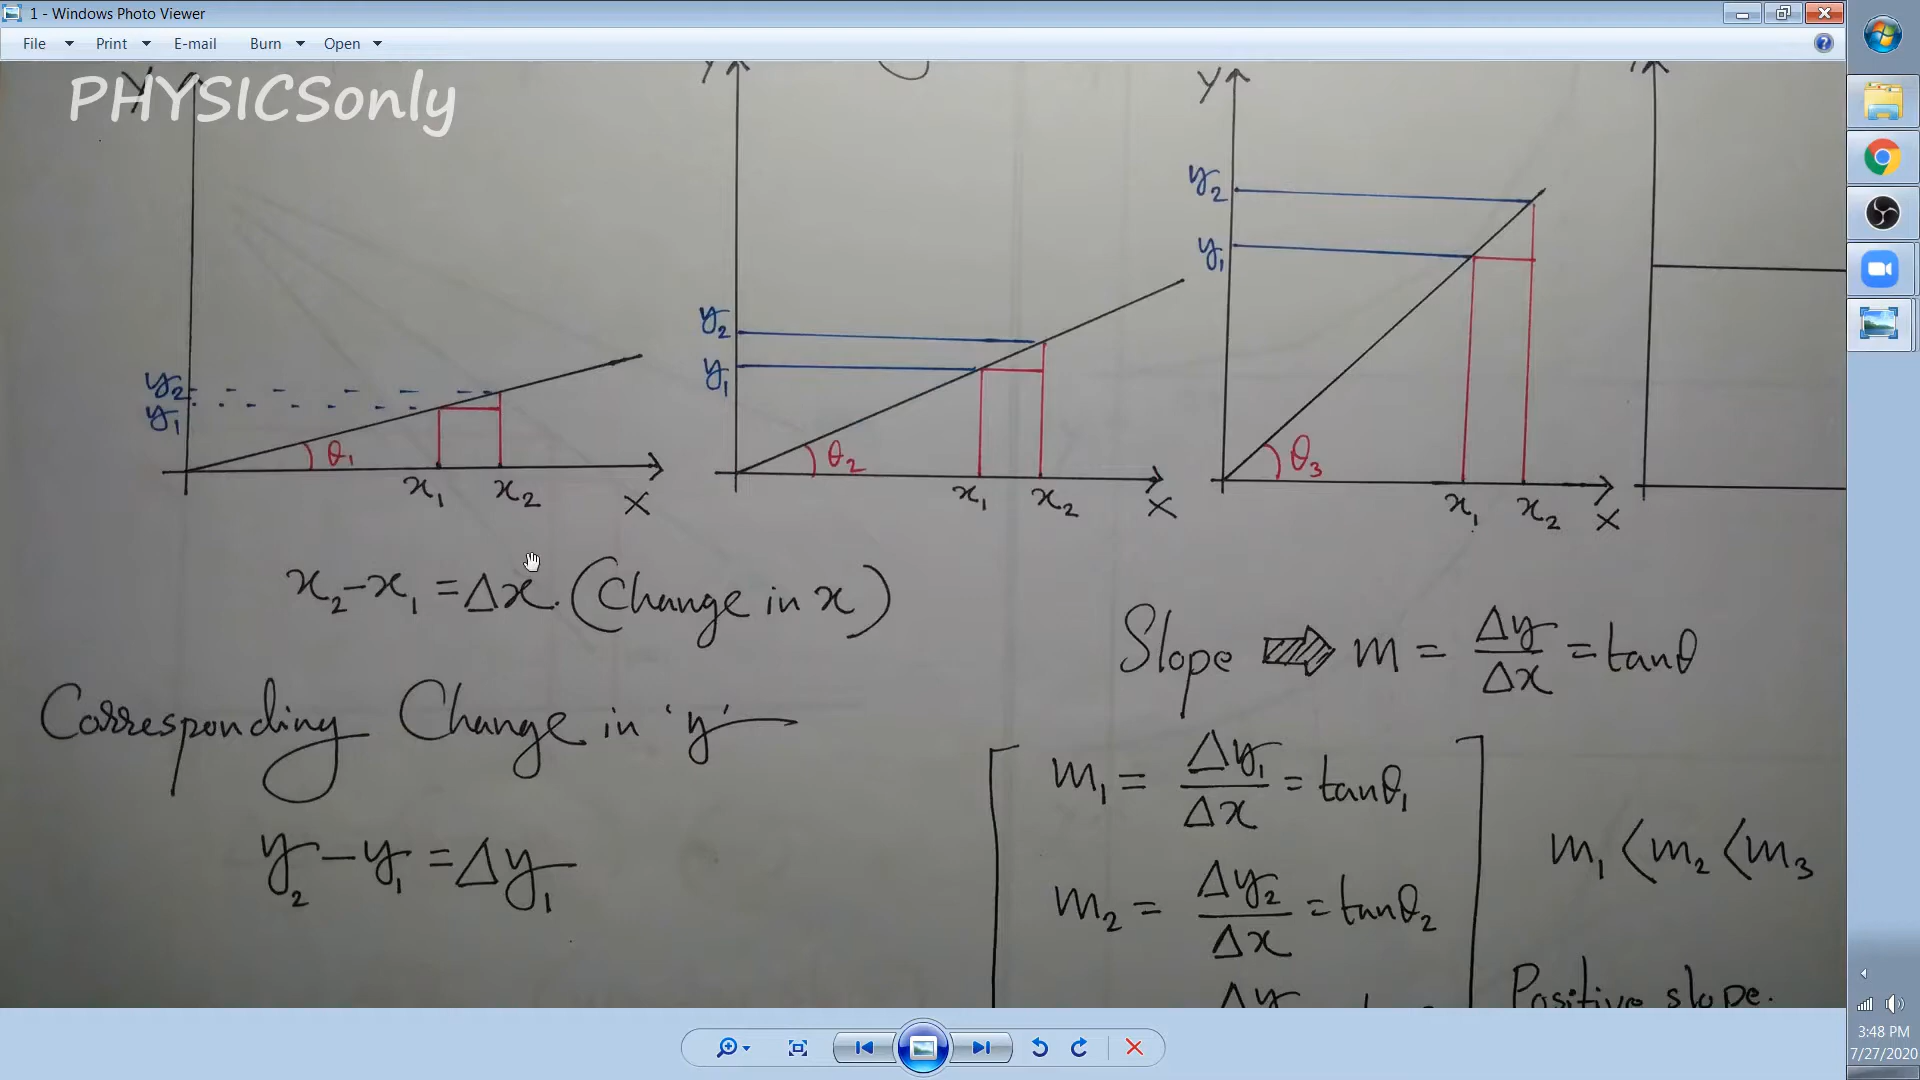 1 - Windows Photo Viewer
File Print E-mail Burn Open
PHYSICSonly
Y Y Y
y₂ y₁ θ₁ x₁ x₂ X
y₂ y₁ θ₂ x₁ x₂ X
y₂ y₁ θ₃ x₁ x₂ X
x₂-x₁ = Δx. (Change in x)
Corresponding Change in 'y'
y₂-y₁ = Δy₁
Slope ⇨ m = Δy/Δx = tanθ
m₁ = Δy₁/Δx = tanθ₁
m₂ = Δy₂/Δx = tanθ₂
m₁ < m₂ < m₃
Positive slope.
3:48 PM
7/27/2020